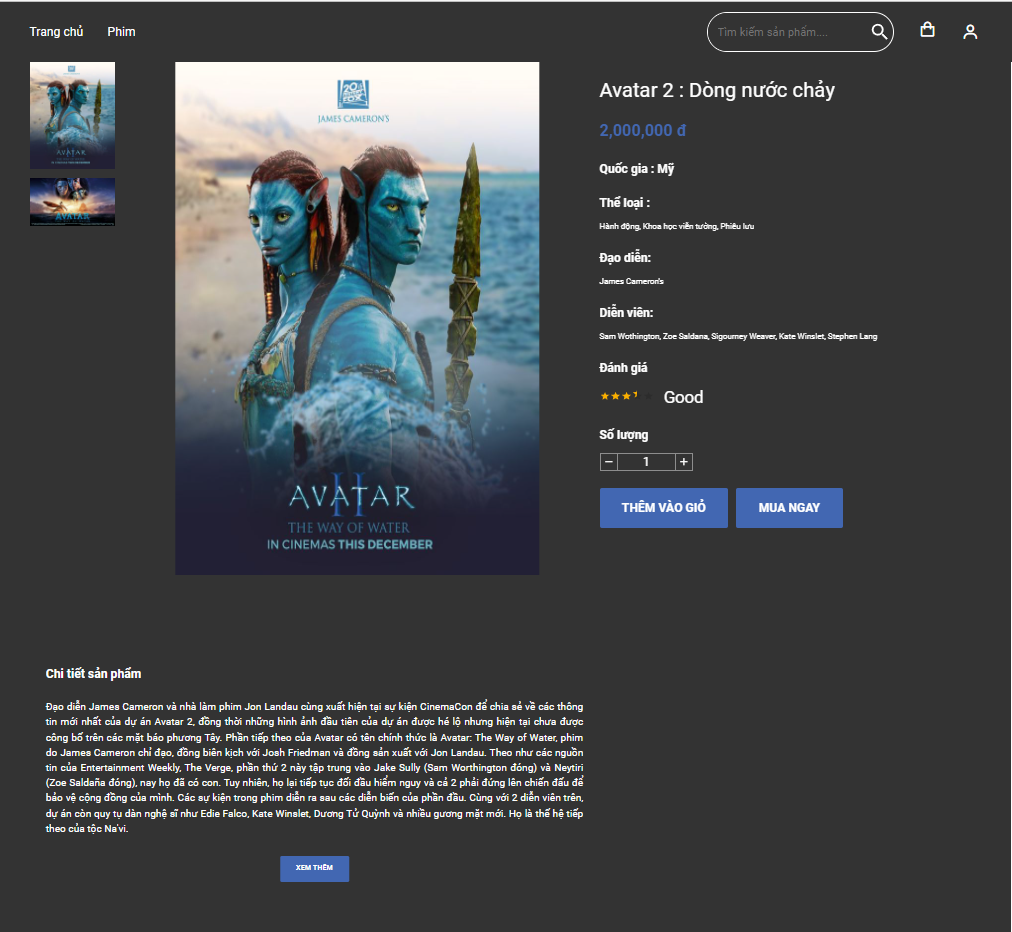 Trang chủ Phim
Tìm kiếm sản phẩm....
20
FOX
JAMES CAMERON'S
AVATAR
II
THE WAY OF WATER
IN CINEMAS THIS DECEMBER
AVATAR
Avatar 2 : Dòng nước chảy
2,000,000 đ
Quốc gia : Mỹ
Thể loại :
Hành động, Khoa học viễn tưởng, Phiêu lưu
Đạo diễn:
James Cameron's
Diễn viên:
Sam Wothington, Zoe Saldana, Sigourney Weaver, Kate Winslet, Stephen Lang
Đánh giá
Good
Số lượng
− 1 +
THÊM VÀO GIỎ MUA NGAY
Chi tiết sản phẩm
Đạo diễn James Cameron và nhà làm phim Jon Landau cùng xuất hiện tại sự kiện CinemaCon để chia sẻ về các thông
tin mới nhất của dự án Avatar 2, đồng thời những hình ảnh đầu tiên của dự án được hé lộ nhưng hiện tại chưa được
công bố trên các mặt báo phương Tây. Phần tiếp theo của Avatar có tên chính thức là Avatar: The Way of Water, phim
do James Cameron chỉ đạo, đồng biên kịch với Josh Friedman và đồng sản xuất với Jon Landau. Theo như các nguồn
tin của Entertainment Weekly, The Verge, phần thứ 2 này tập trung vào Jake Sully (Sam Worthington đóng) và Neytiri
(Zoe Saldaña đóng), nay họ đã có con. Tuy nhiên, họ lại tiếp tục đối đầu hiểm nguy và cả 2 phải đứng lên chiến đấu để
bảo vệ cộng đồng của mình. Các sự kiện trong phim diễn ra sau các diễn biến của phần đầu. Cùng với 2 diễn viên trên,
dự án còn quy tụ dàn nghệ sĩ như Edie Falco, Kate Winslet, Dương Tử Quỳnh và nhiều gương mặt mới. Họ là thế hệ tiếp
theo của tộc Na'vi.
XEM THÊM